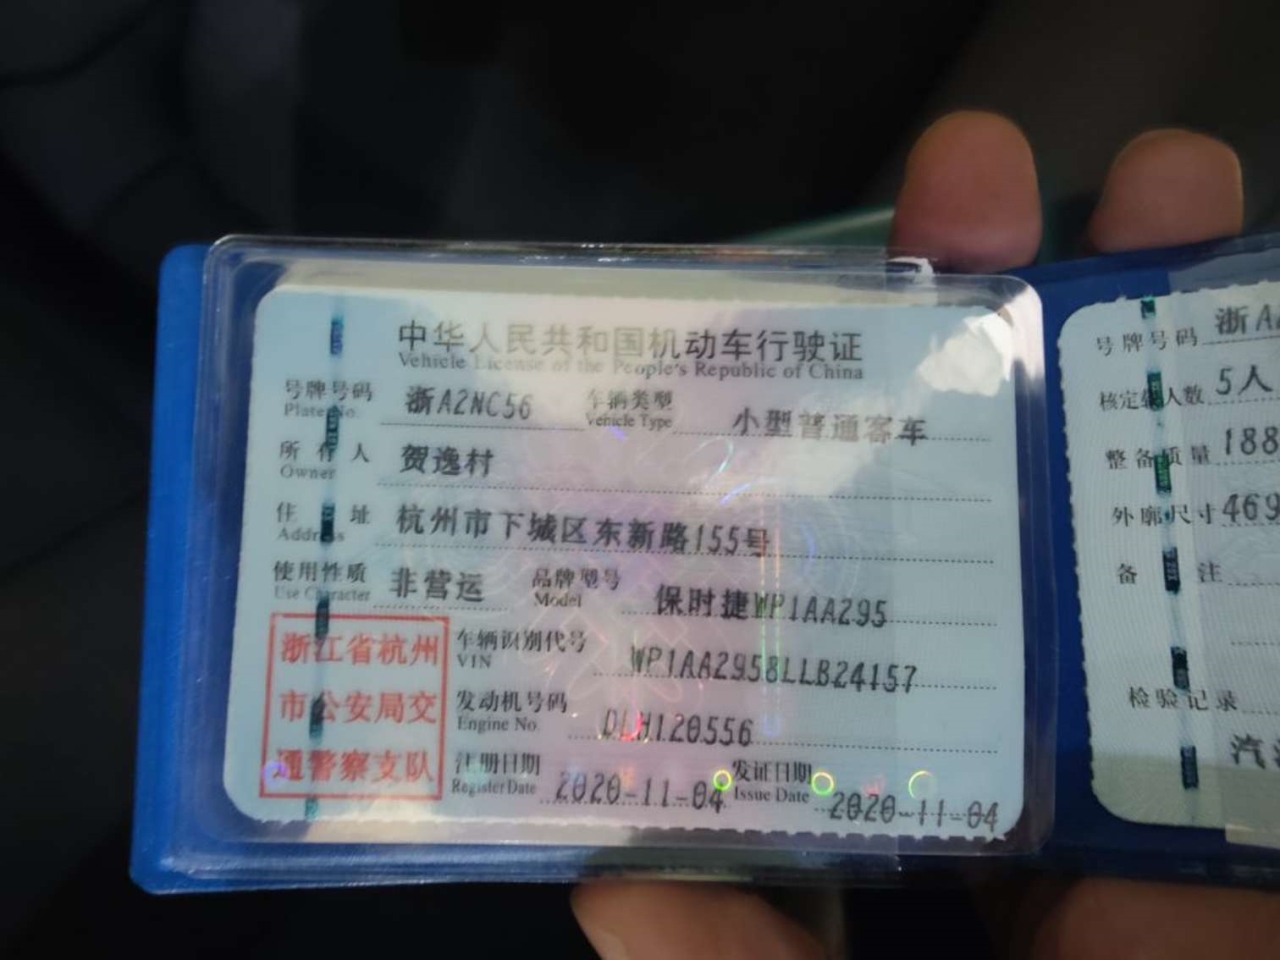 中华人民共和国机动车行驶证
Vehicle License of the People's Republic of China
号牌号码 浙A2NC56 车辆类型 小型普通客车
Plate No. Vehicle Type
所有人 贺逸村
Owner
住址 杭州市下城区东新路155号
Address
使用性质 非营运 品牌型号 保时捷WP1AA295
Use Character Model
浙江省杭州
市公安局交
通警察支队
车辆识别代号 WP1AA2958LLB24157
VIN
发动机号码 DLH120556
Engine No.
注册日期 2020-11-04 发证日期 2020-11-04
Register Date Issue Date
号牌号码 浙A
核定载人数 5人
整备质量 188
外廓尺寸 469
备注
检验记录